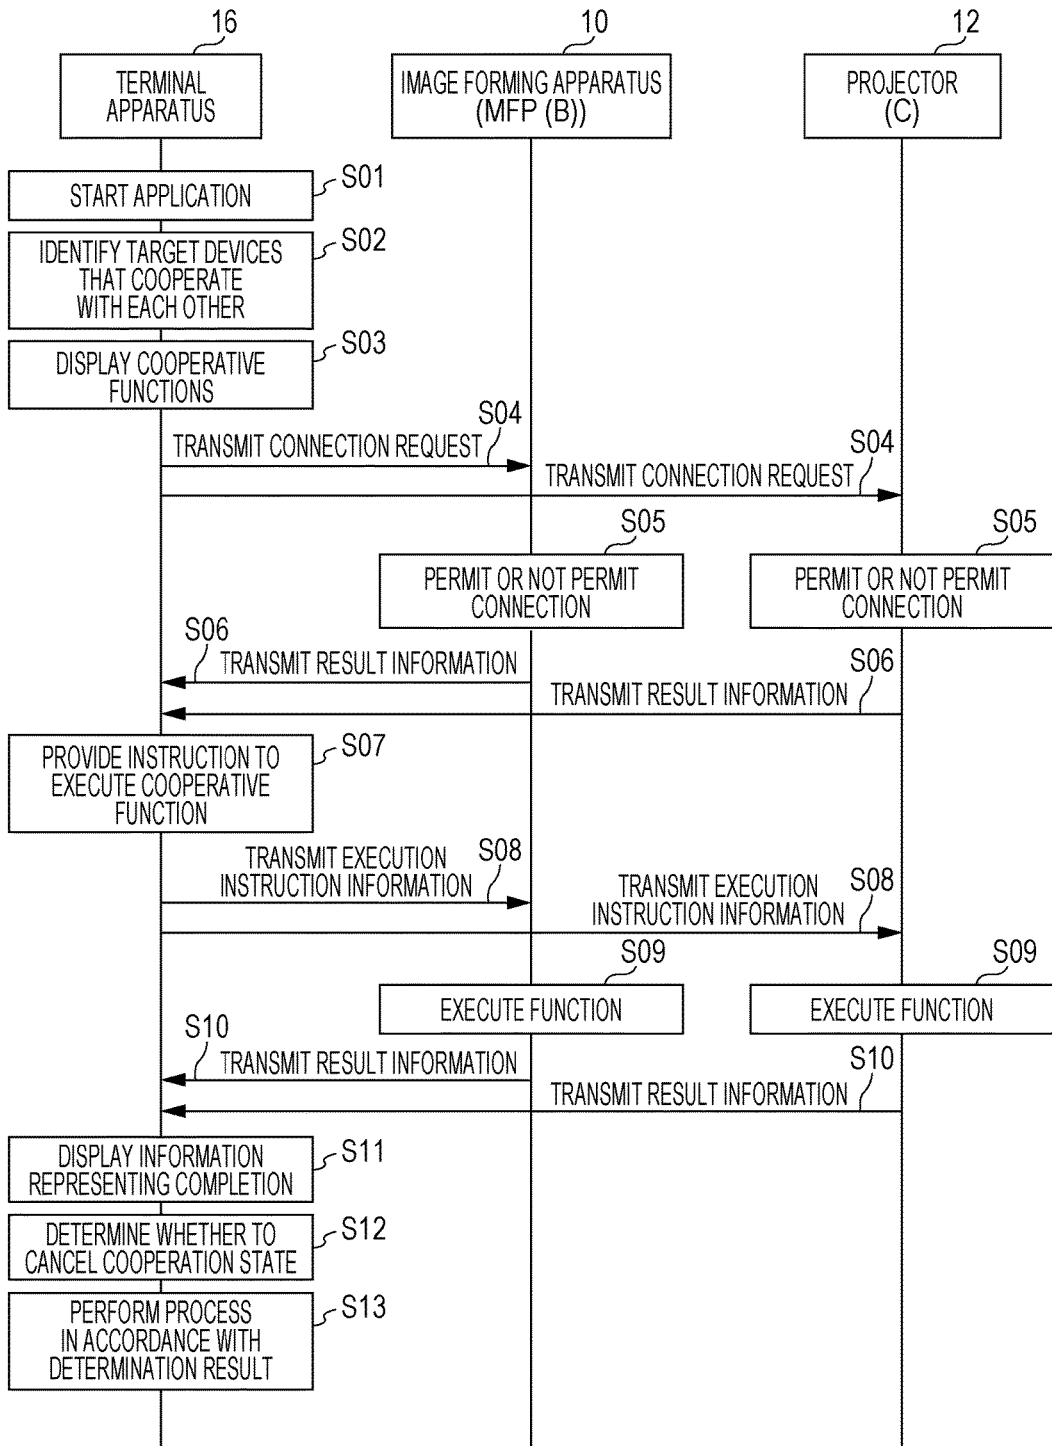 16
10
12
TERMINAL
APPARATUS
IMAGE FORMING APPARATUS
(MFP (B))
PROJECTOR
(C)
START APPLICATION
S01
IDENTIFY TARGET DEVICES
THAT COOPERATE
WITH EACH OTHER
S02
DISPLAY COOPERATIVE
FUNCTIONS
S03
TRANSMIT CONNECTION REQUEST
S04
TRANSMIT CONNECTION REQUEST
S04
S05
PERMIT OR NOT PERMIT
CONNECTION
S05
PERMIT OR NOT PERMIT
CONNECTION
S06
TRANSMIT RESULT INFORMATION
TRANSMIT RESULT INFORMATION
S06
PROVIDE INSTRUCTION TO
EXECUTE COOPERATIVE
FUNCTION
S07
TRANSMIT EXECUTION
INSTRUCTION INFORMATION
S08
TRANSMIT EXECUTION
INSTRUCTION INFORMATION
S08
S09
EXECUTE FUNCTION
S09
EXECUTE FUNCTION
S10
TRANSMIT RESULT INFORMATION
TRANSMIT RESULT INFORMATION
S10
DISPLAY INFORMATION
REPRESENTING COMPLETION
S11
DETERMINE WHETHER TO
CANCEL COOPERATION STATE
S12
PERFORM PROCESS
IN ACCORDANCE WITH
DETERMINATION RESULT
S13